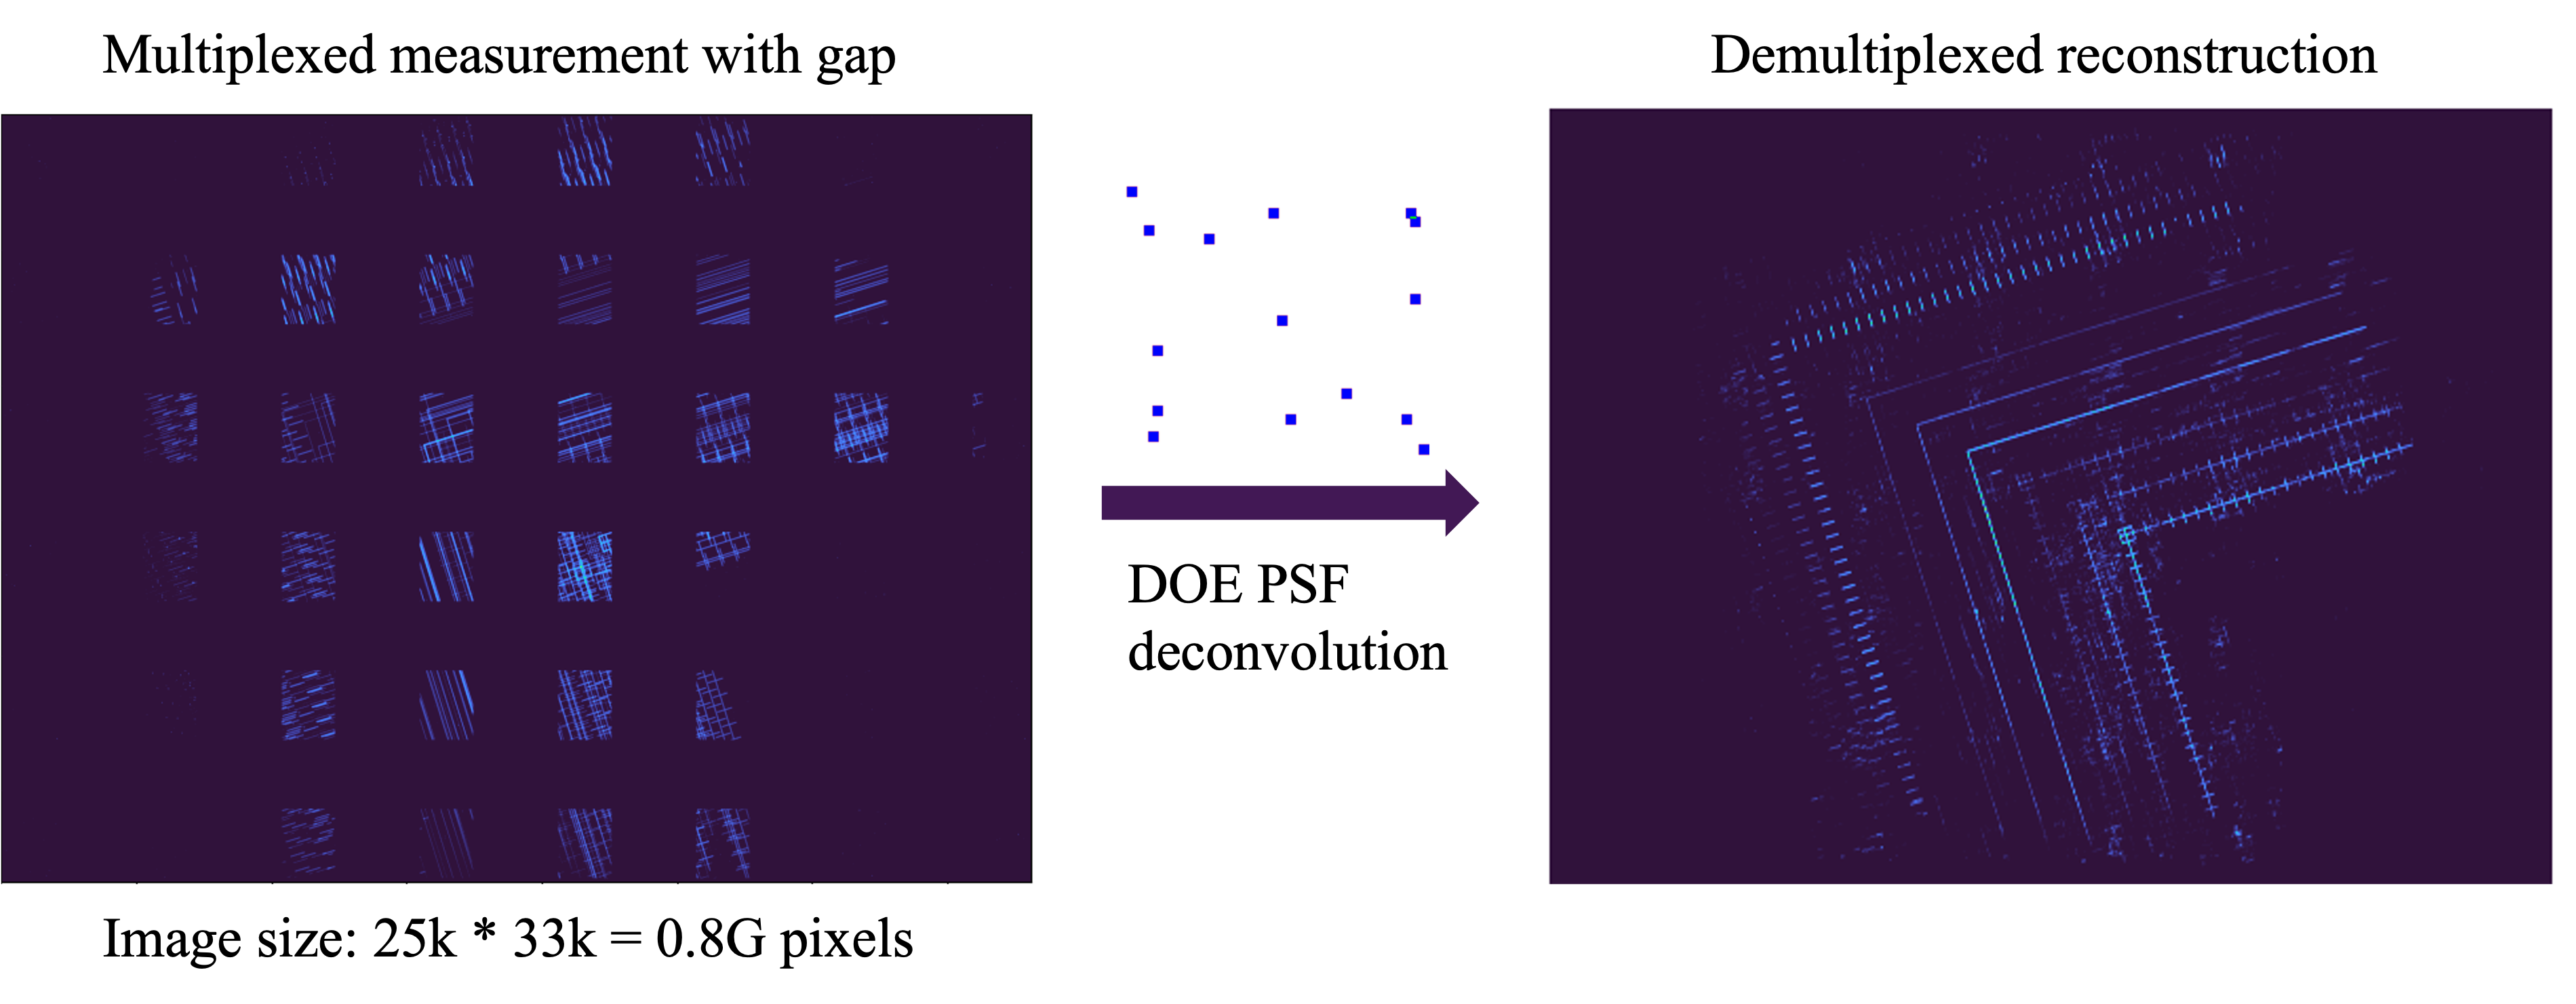 Multiplexed measurement with gap
Demultiplexed reconstruction
DOE PSF
deconvolution
Image size: 25k * 33k = 0.8G pixels